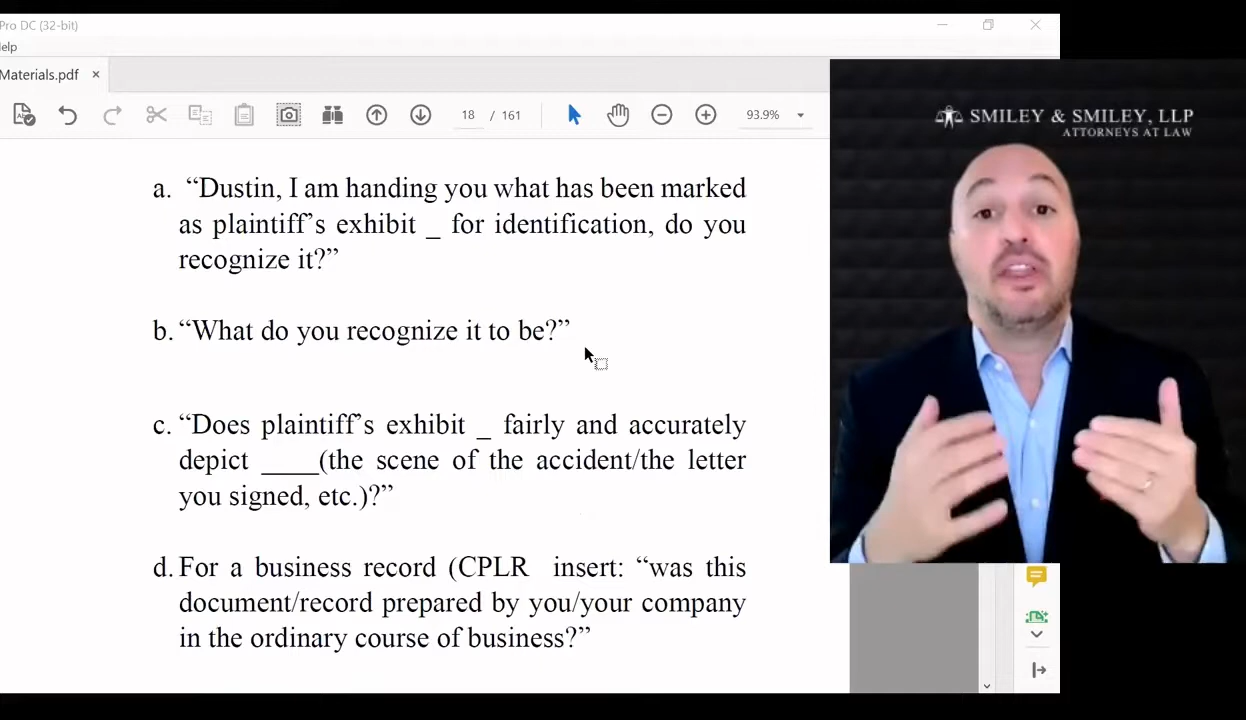 Pro DC (32-bit)
elp
Materials.pdf
18 / 161
93.9%
a. “Dustin, I am handing you what has been marked
as plaintiff’s exhibit _ for identification, do you
recognize it?”
b. “What do you recognize it to be?”
c. “Does plaintiff’s exhibit _ fairly and accurately
depict ____(the scene of the accident/the letter
you signed, etc.)?”
d. For a business record (CPLR insert: “was this
document/record prepared by you/your company
in the ordinary course of business?”
SMILEY & SMILEY, LLP
ATTORNEYS AT LAW